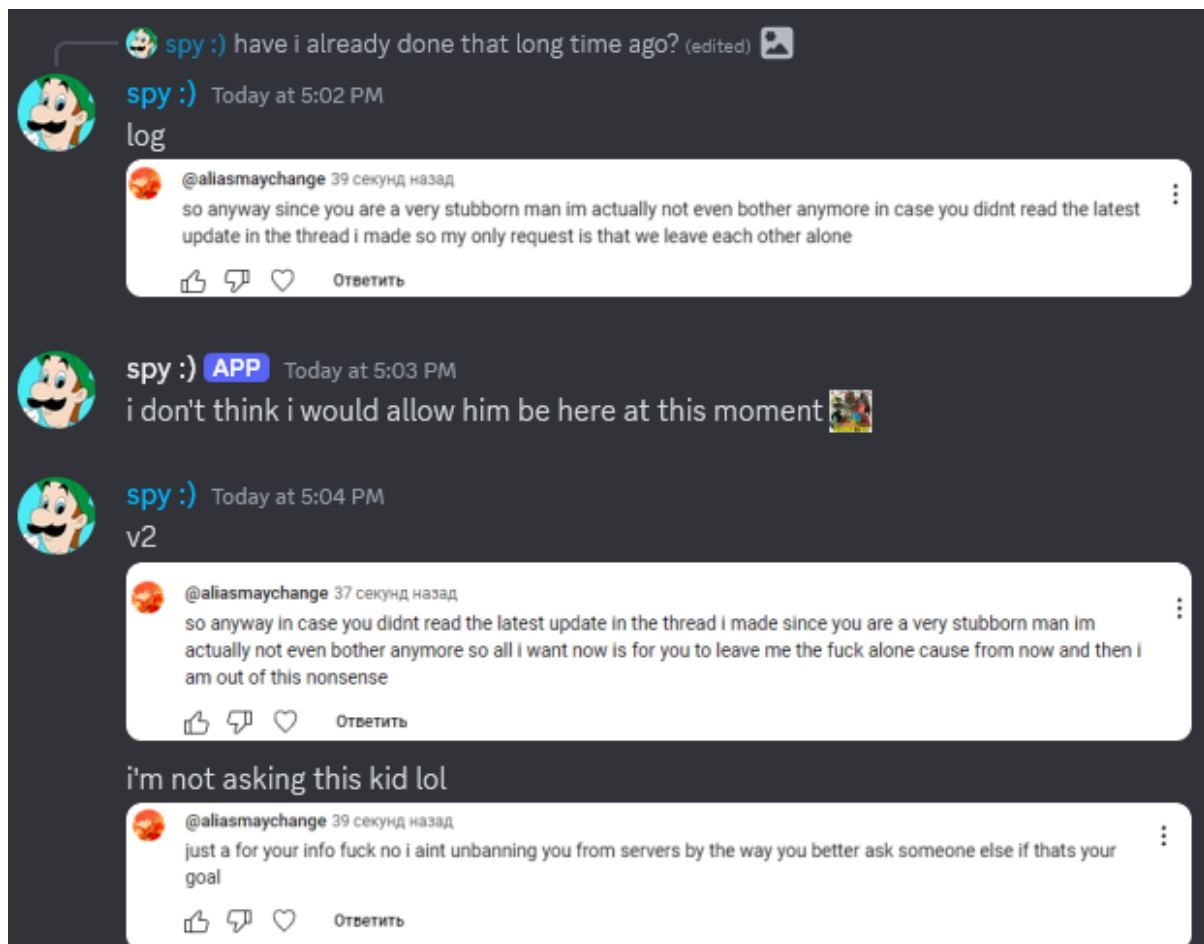 spy :) have i already done that long time ago? (edited)
spy :) Today at 5:02 PM
log
@aliasmaychange 39 секунд назад
so anyway since you are a very stubborn man im actually not even bother anymore in case you didnt read the latest
update in the thread i made so my only request is that we leave each other alone
Ответить
spy :) APP Today at 5:03 PM
i don't think i would allow him be here at this moment
spy :) Today at 5:04 PM
v2
@aliasmaychange 37 секунд назад
so anyway in case you didnt read the latest update in the thread i made since you are a very stubborn man im
actually not even bother anymore so all i want now is for you to leave me the fuck alone cause from now and then i
am out of this nonsense
Ответить
i'm not asking this kid lol
@aliasmaychange 39 секунд назад
just a for your info fuck no i aint unbanning you from servers by the way you better ask someone else if thats your
goal
Ответить